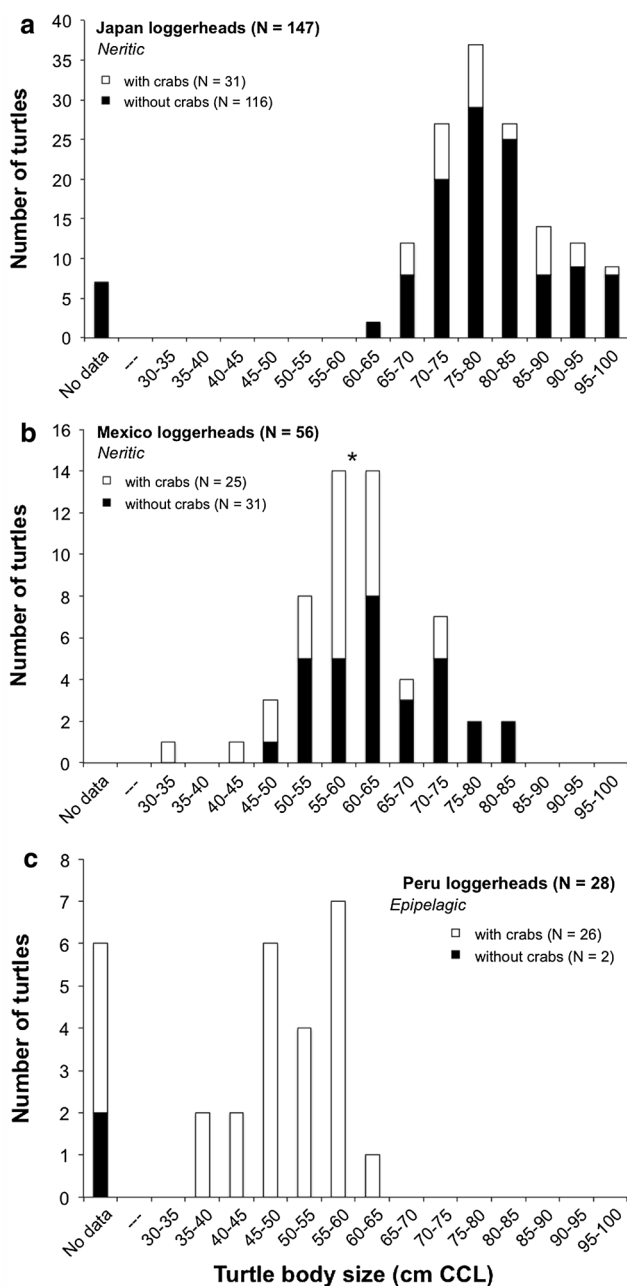 a
Japan loggerheads (N = 147)
Neritic
with crabs (N = 31)
without crabs (N = 116)
Number of turtles
40
35
30
25
20
15
10
5
0
No data --- 30-35 35-40 40-45 45-50 50-55 55-60 60-65 65-70 70-75 75-80 80-85 85-90 90-95 95-100
b
Mexico loggerheads (N = 56)
Neritic
with crabs (N = 25)
without crabs (N = 31)
*
Number of turtles
16
14
12
10
8
6
4
2
0
No data --- 30-35 35-40 40-45 45-50 50-55 55-60 60-65 65-70 70-75 75-80 80-85 85-90 90-95 95-100
c
Peru loggerheads (N = 28)
Epipelagic
with crabs (N = 26)
without crabs (N = 2)
Number of turtles
8
7
6
5
4
3
2
1
0
No data --- 30-35 35-40 40-45 45-50 50-55 55-60 60-65 65-70 70-75 75-80 80-85 85-90 90-95 95-100
Turtle body size (cm CCL)